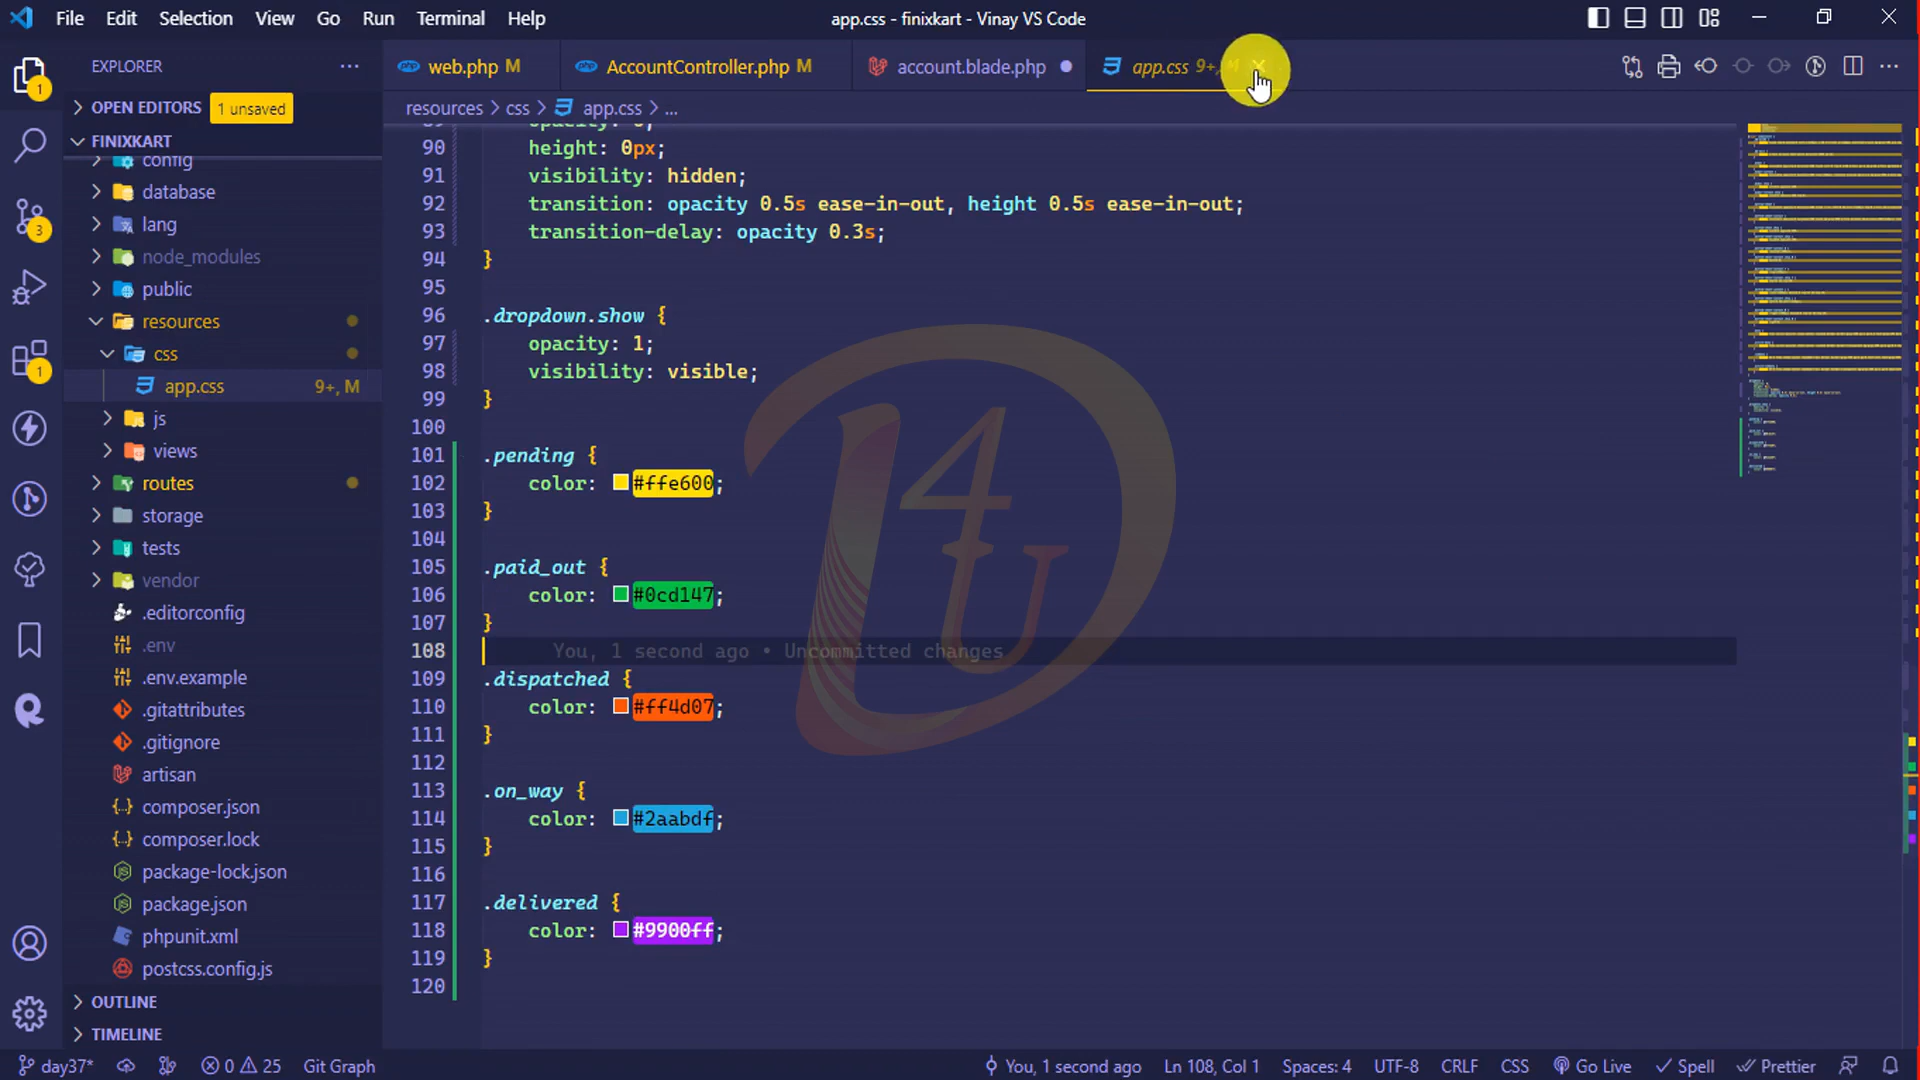 File Edit Selection View Go Run Terminal Help
app.css - finixkart - Vinay VS Code
EXPLORER
web.php M
AccountController.php M
account.blade.php
app.css 9+,
OPEN EDITORS 1 unsaved
FINIXKART
resources > css > app.css > ...
config
database
lang
node_modules
public
resources
css
app.css 9+, M
js
views
routes
storage
tests
vendor
.editorconfig
.env
.env.example
.gitattributes
.gitignore
artisan
composer.json
composer.lock
package-lock.json
package.json
phpunit.xml
postcss.config.js
OUTLINE
TIMELINE
90 height: 0px;
91 visibility: hidden;
92 transition: opacity 0.5s ease-in-out, height 0.5s ease-in-out;
93 transition-delay: opacity 0.3s;
94 }
95
96 .dropdown.show {
97 opacity: 1;
98 visibility: visible;
99 }
100
101 .pending {
102 color: #ffe600;
103 }
104
105 .paid_out {
106 color: #0cd147;
107 }
108 You, 1 second ago • Uncommitted changes
109 .dispatched {
110 color: #ff4d07;
111 }
112
113 .on_way {
114 color: #2aabdf;
115 }
116
117 .delivered {
118 color: #9900ff;
119 }
120
4
U
1
3
1
day37* 0 25 Git Graph
You, 1 second ago Ln 108, Col 1 Spaces: 4 UTF-8 CRLF CSS Go Live Spell Prettier